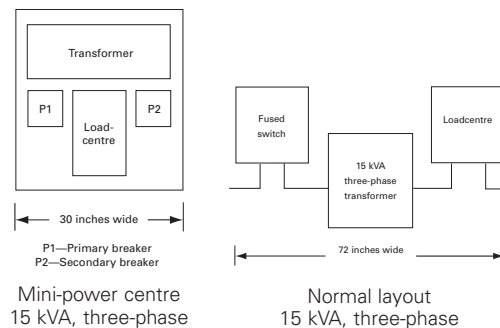 Transformer
P1
P2
Load-
centre
30 inches wide
P1—Primary breaker
P2—Secondary breaker
Mini-power centre
15 kVA, three-phase
Fused
switch
Loadcentre
15 kVA
three-phase
transformer
72 inches wide
Normal layout
15 kVA, three-phase